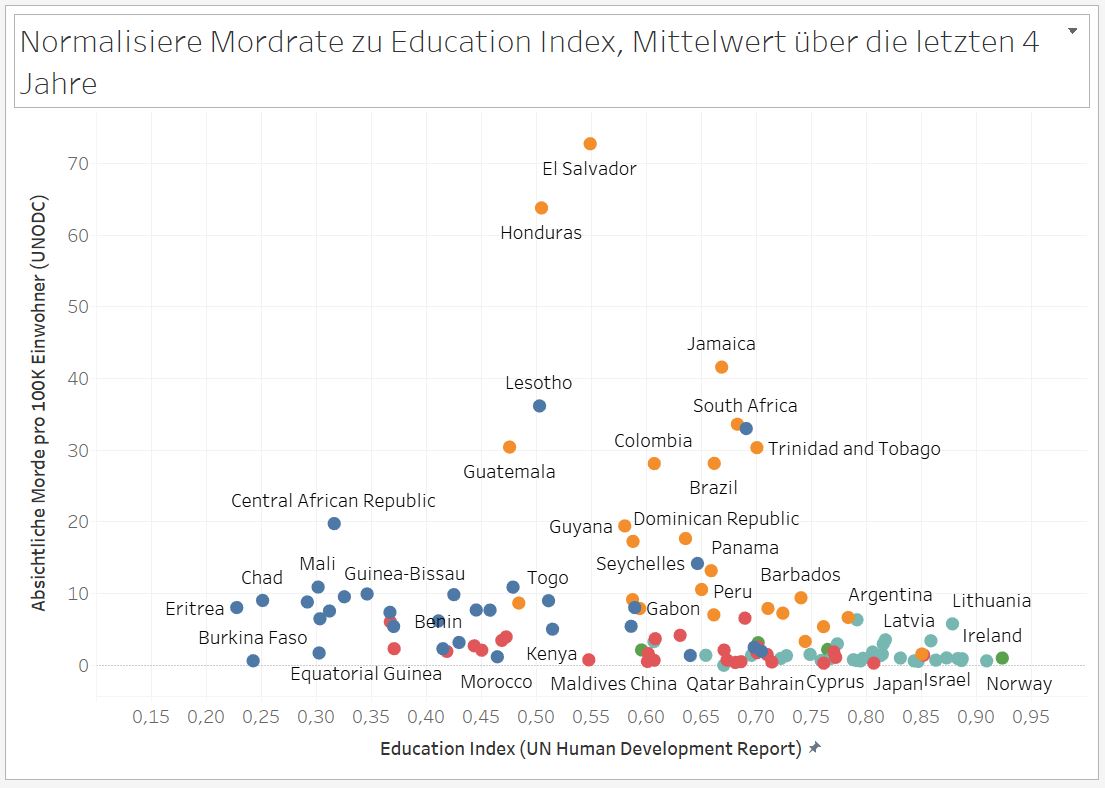 Normalisiere Mordrate zu Education Index, Mittelwert über die letzten 4
Jahre
Absichtliche Morde pro 100K Einwohner (UNODC)
70
60
50
40
30
20
10
0
El Salvador
Honduras
Jamaica
Lesotho
South Africa
Colombia
Trinidad and Tobago
Guatemala
Brazil
Central African Republic
Guyana
Dominican Republic
Panama
Seychelles
Mali
Guinea-Bissau
Chad
Togo
Barbados
Peru
Argentina
Lithuania
Eritrea
Gabon
Benin
Latvia
Burkina Faso
Ireland
Kenya
Equatorial Guinea
Morocco
Maldives
China
Qatar
Bahrain
Cyprus
Japan
Israel
Norway
0,15
0,20
0,25
0,30
0,35
0,40
0,45
0,50
0,55
0,60
0,65
0,70
0,75
0,80
0,85
0,90
0,95
Education Index (UN Human Development Report)